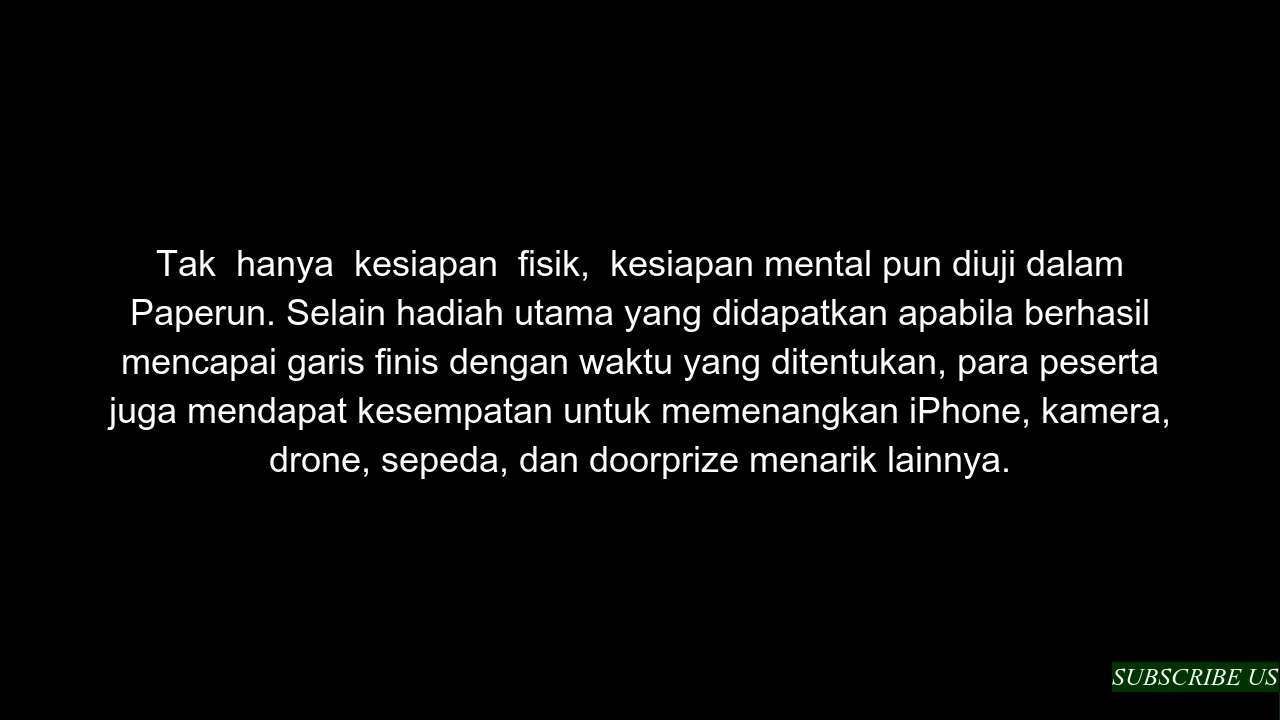 Tak  hanya  kesiapan  fisik,  kesiapan mental pun diuji dalam
Paperun. Selain hadiah utama yang didapatkan apabila berhasil
mencapai garis finis dengan waktu yang ditentukan, para peserta
juga mendapat kesempatan untuk memenangkan iPhone, kamera,
drone, sepeda, dan doorprize menarik lainnya.
SUBSCRIBE US